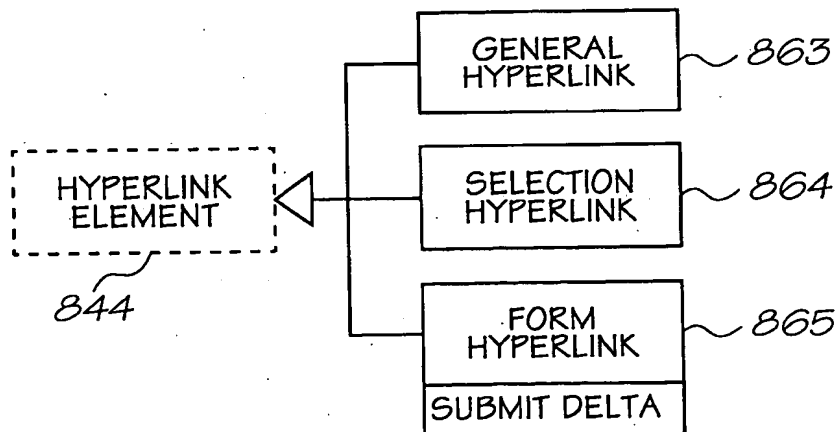 GENERAL
HYPERLINK
863
HYPERLINK
ELEMENT
844
SELECTION
HYPERLINK
864
FORM
HYPERLINK
865
SUBMIT DELTA